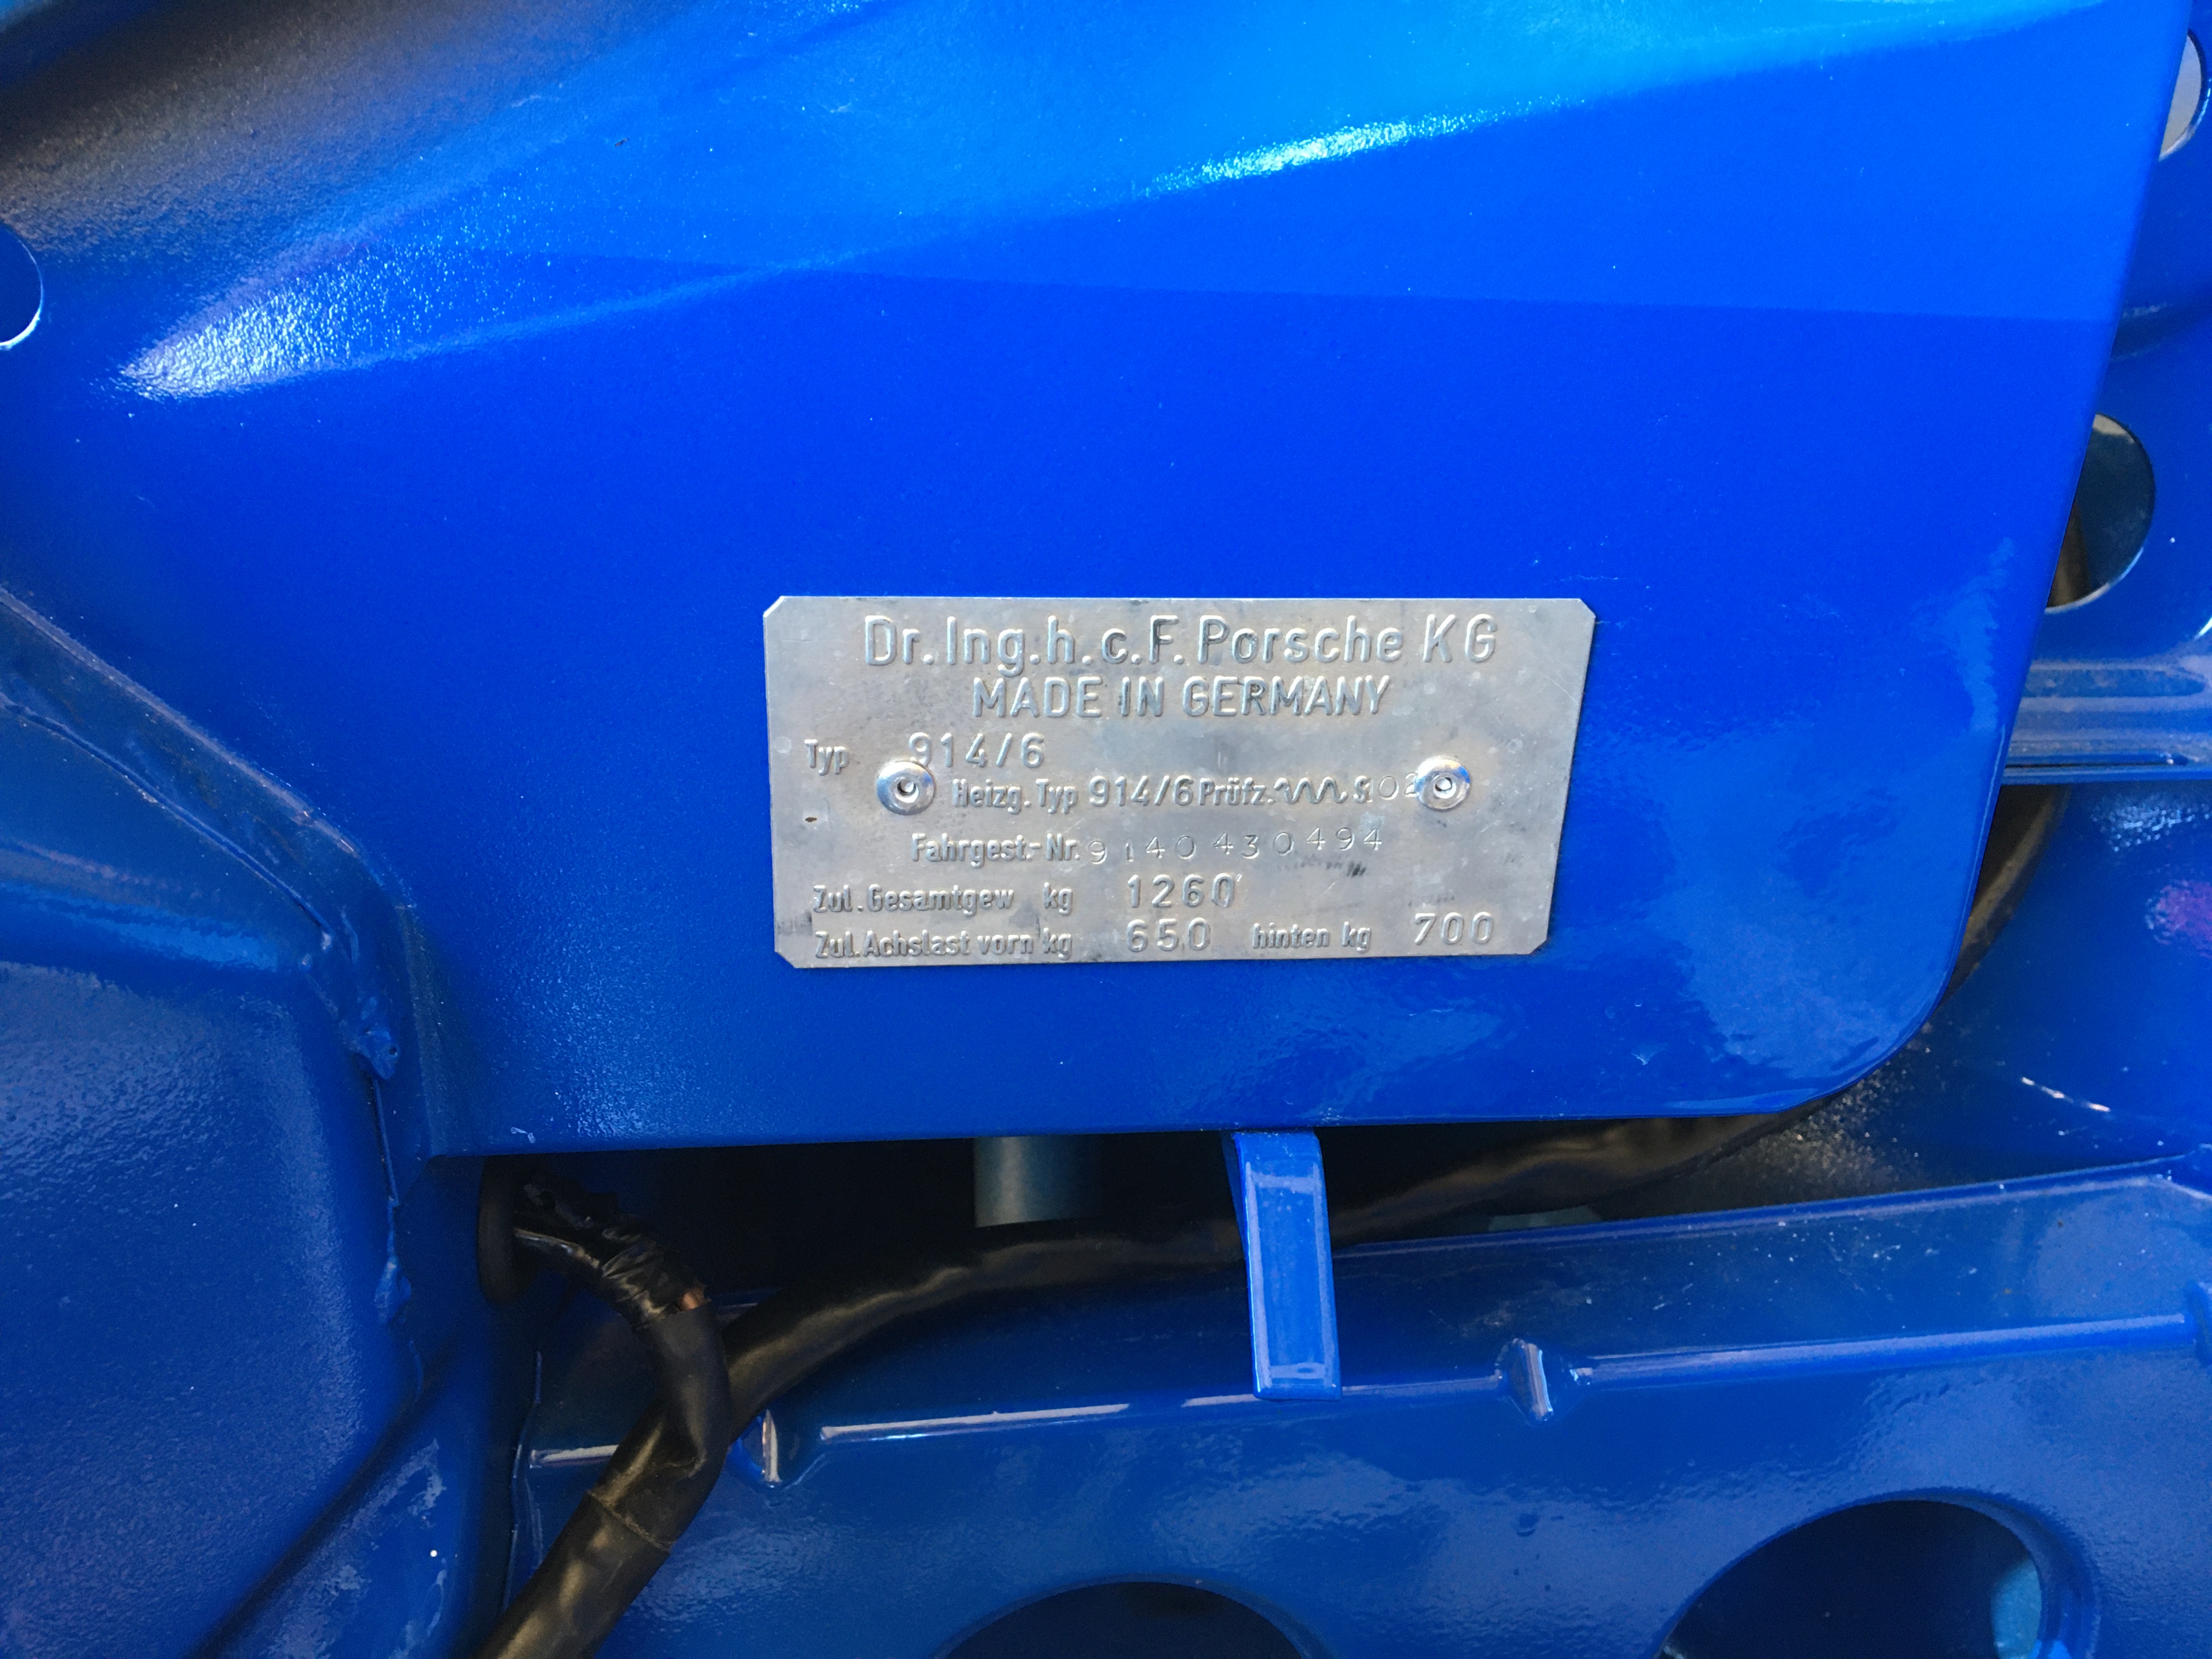 Dr.Ing.h.c.F.Porsche KG
MADE IN GERMANY
Typ 914/6
Heizg. Typ 914/6 Prüfz. S
Fahrgest.-Nr. 9140430494
Zul.Gesamtgew kg 1260
Zul.Achslast vorn kg 650 hinten kg 700